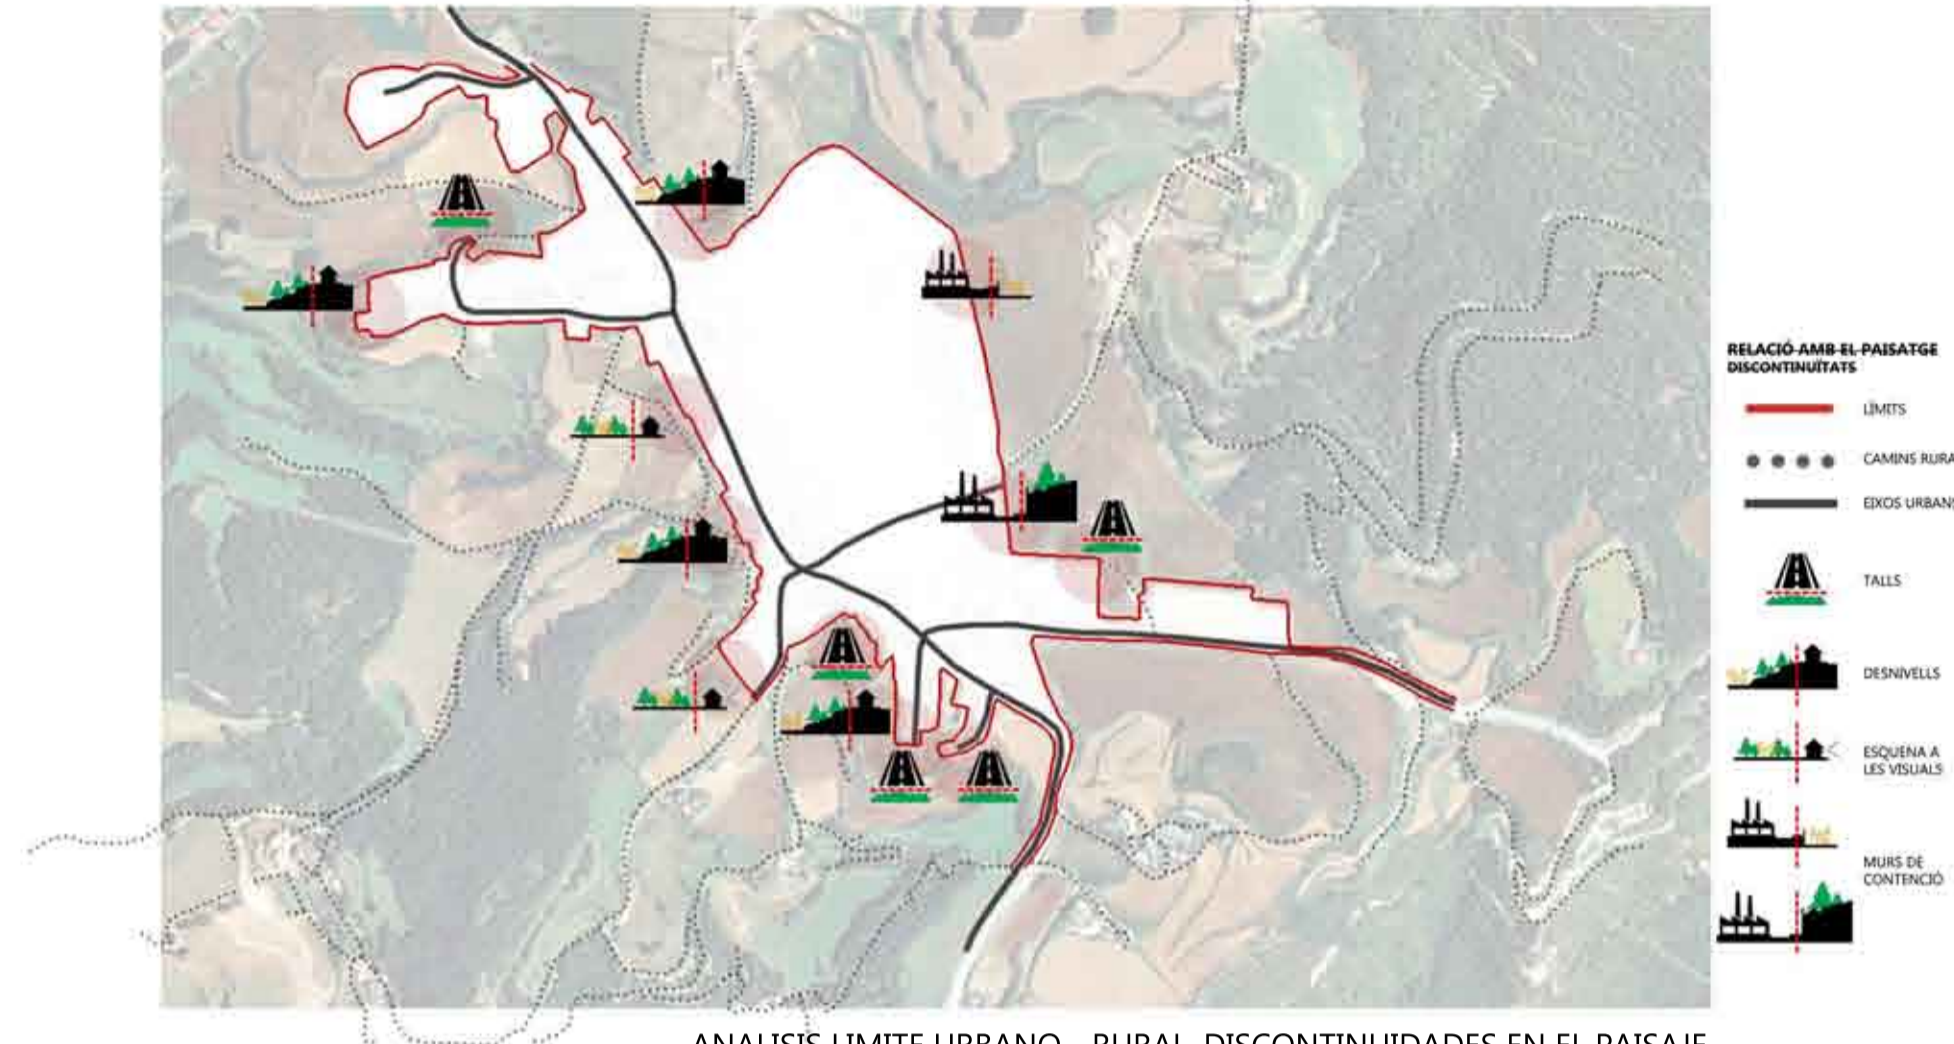 RELACIÓ AMB EL PAISATGE
DISCONTINUÏTATS
LÍMITS
CAMINS RURA
EIXOS URBANS
TALLS
DESNIVELLS
ESQUENA A
LES VISUALS
MURS DE
CONTENCIÓ
ANALISIS LIMITE URBANO - RURAL. DISCONTINUIDADES EN EL PAISAJE